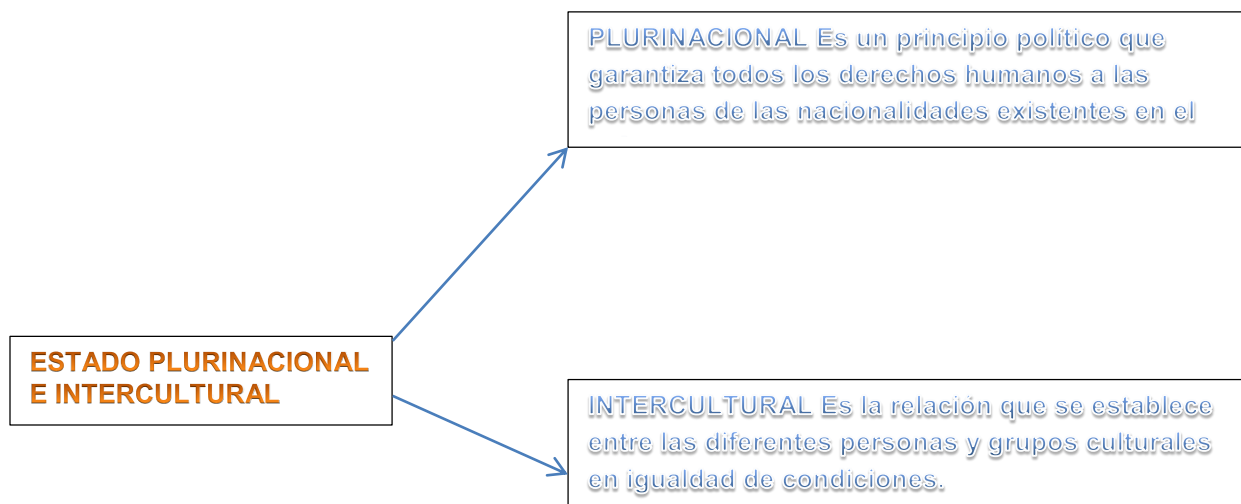 PLURINACIONAL Es un principio político que
garantiza todos los derechos humanos a las
personas de las nacionalidades existentes en el
ESTADO PLURINACIONAL
E INTERCULTURAL
INTERCULTURAL Es la relación que se establece
entre las diferentes personas y grupos culturales
en igualdad de condiciones.